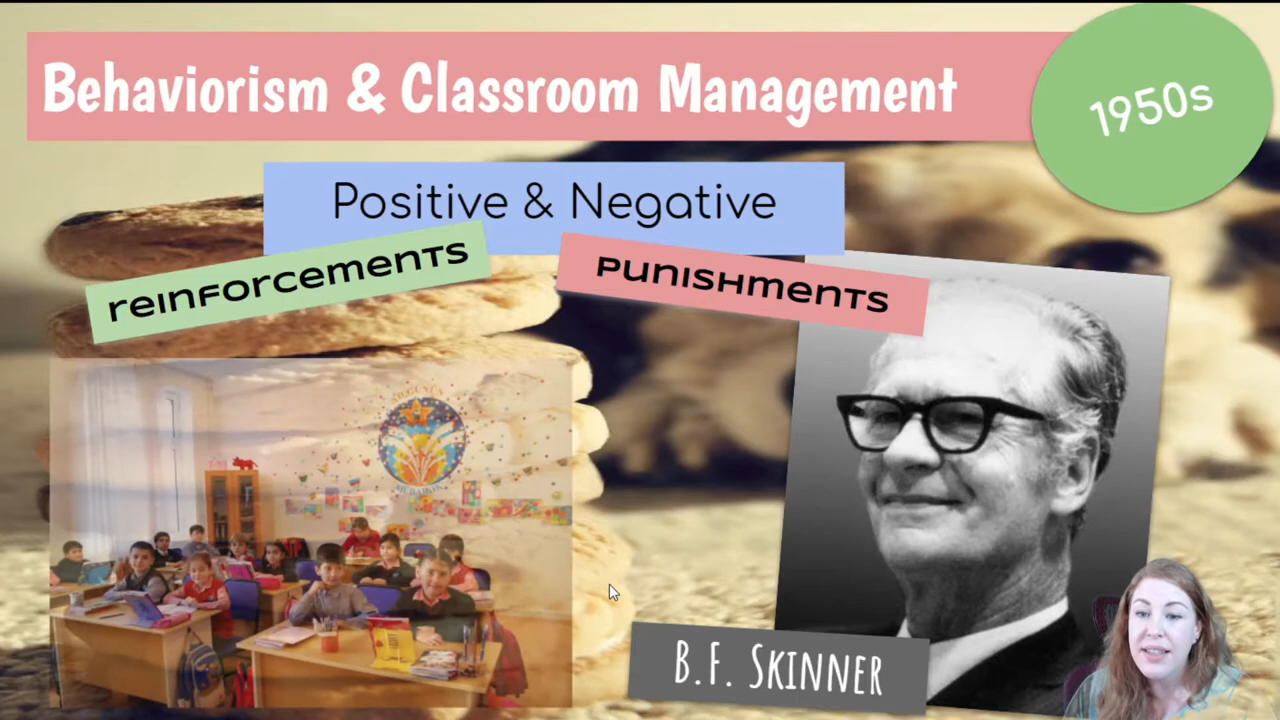 Behaviorism & Classroom Management
1950s
Positive & Negative
reinforcements
punishments
B.F. Skinner